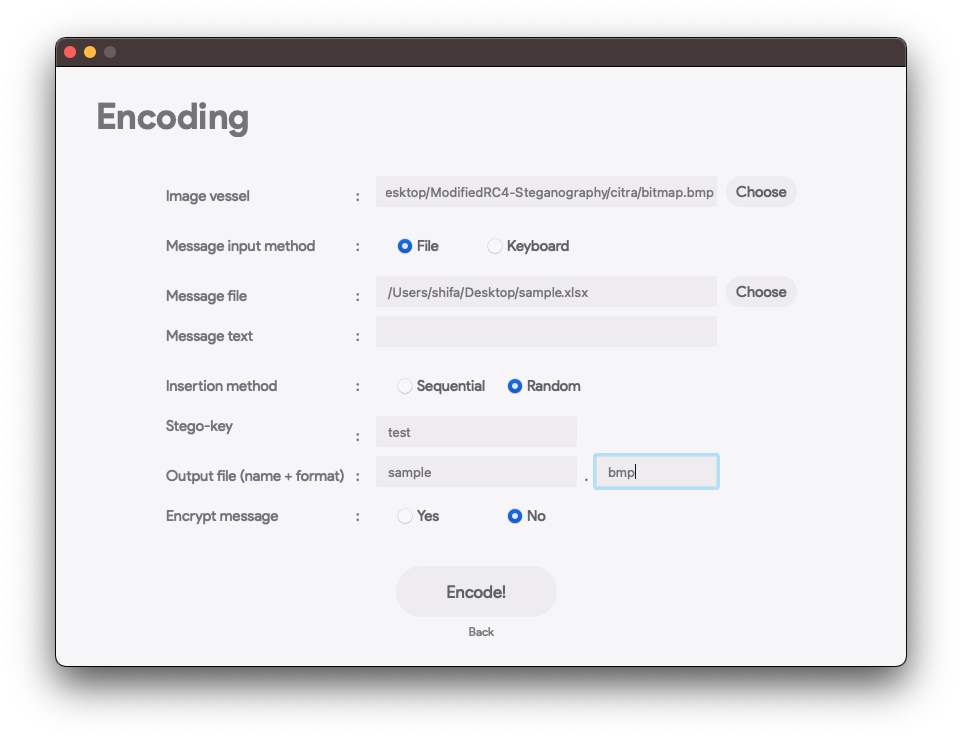 Encoding
Image vessel : esktop/ModifiedRC4-Steganography/citra/bitmap.bmp Choose
Message input method : File Keyboard
Message file : /Users/shifa/Desktop/sample.xlsx Choose
Message text :
Insertion method : Sequential Random
Stego-key : test
Output file (name + format) : sample . bmp
Encrypt message : Yes No
Encode!
Back